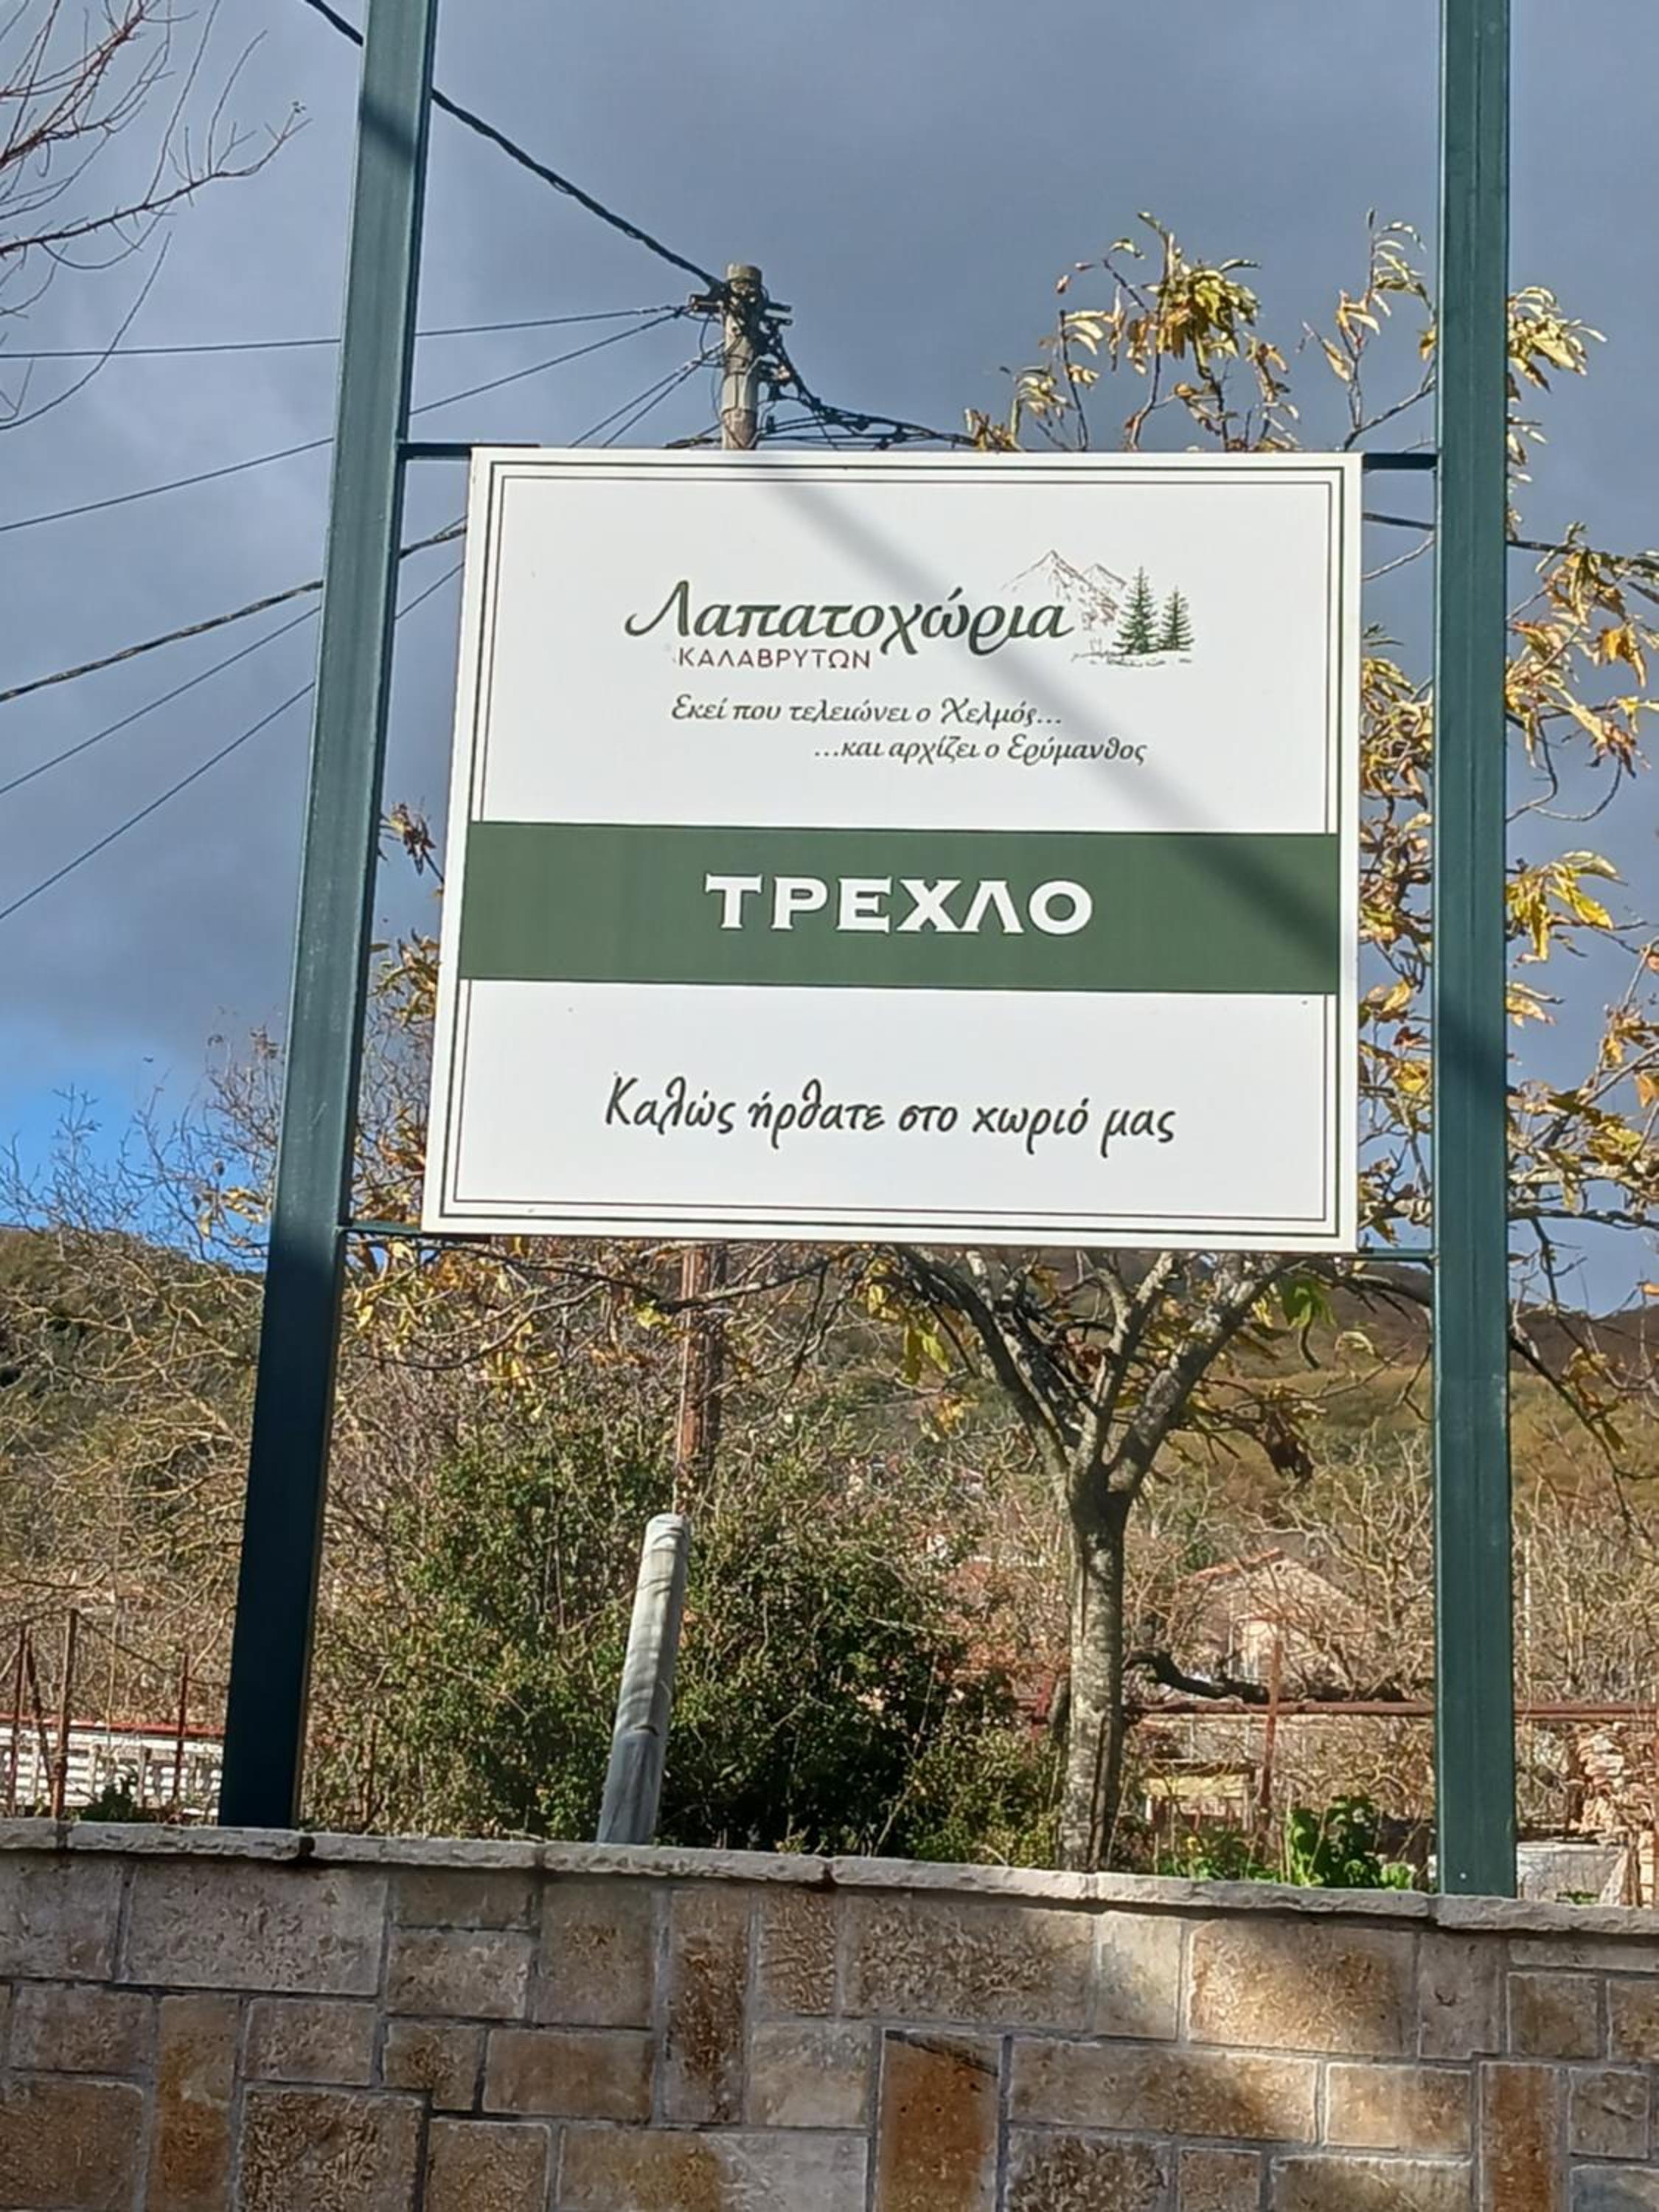 Λαπατοχώρια
ΚΑΛΑΒΡΥΤΩΝ
Εκεί που τελειώνει ο Χελμός...
...και αρχίζει ο Ερύμανθος
ΤΡΕΧΛΟ
Καλώς ήρθατε στο χωριό μας